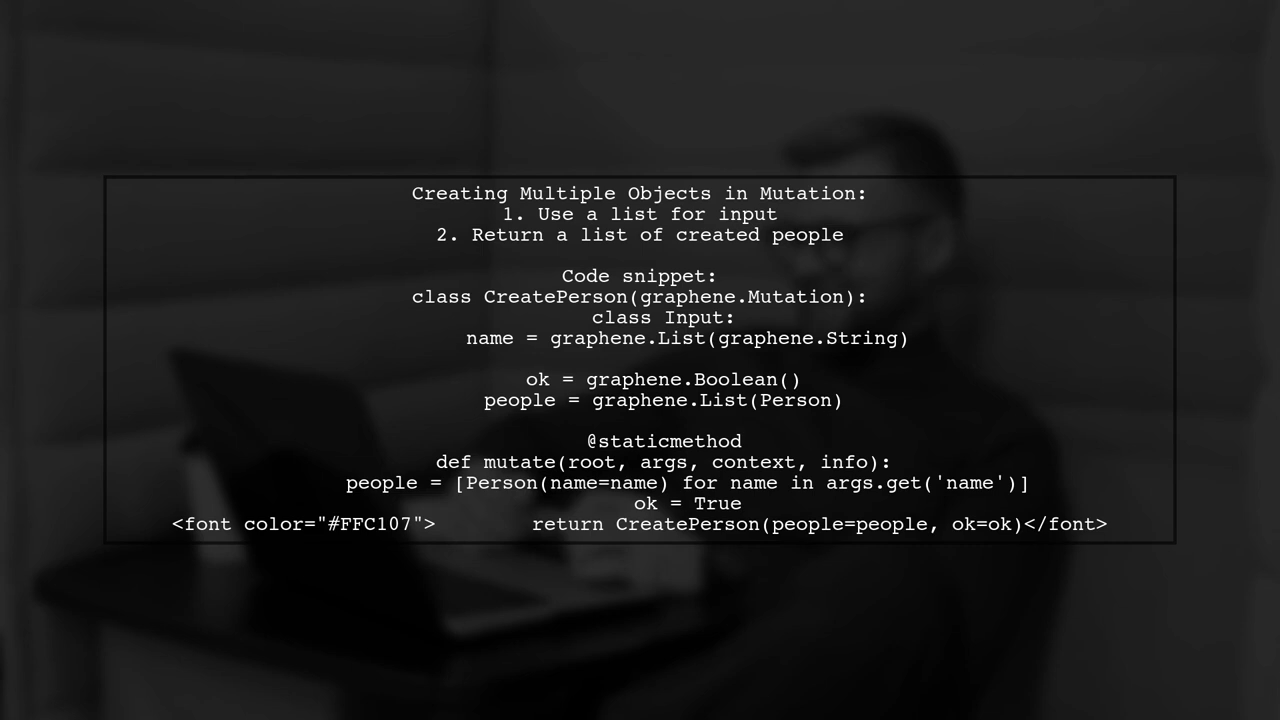 Creating Multiple Objects in Mutation:
1. Use a list for input
2. Return a list of created people
Code snippet:
class CreatePerson(graphene.Mutation):
class Input:
name = graphene.List(graphene.String)
ok = graphene.Boolean()
people = graphene.List(Person)
@staticmethod
def mutate(root, args, context, info):
people = [Person(name=name) for name in args.get('name')]
ok = True
<font color="#FFC107">        return CreatePerson(people=people, ok=ok)</font>